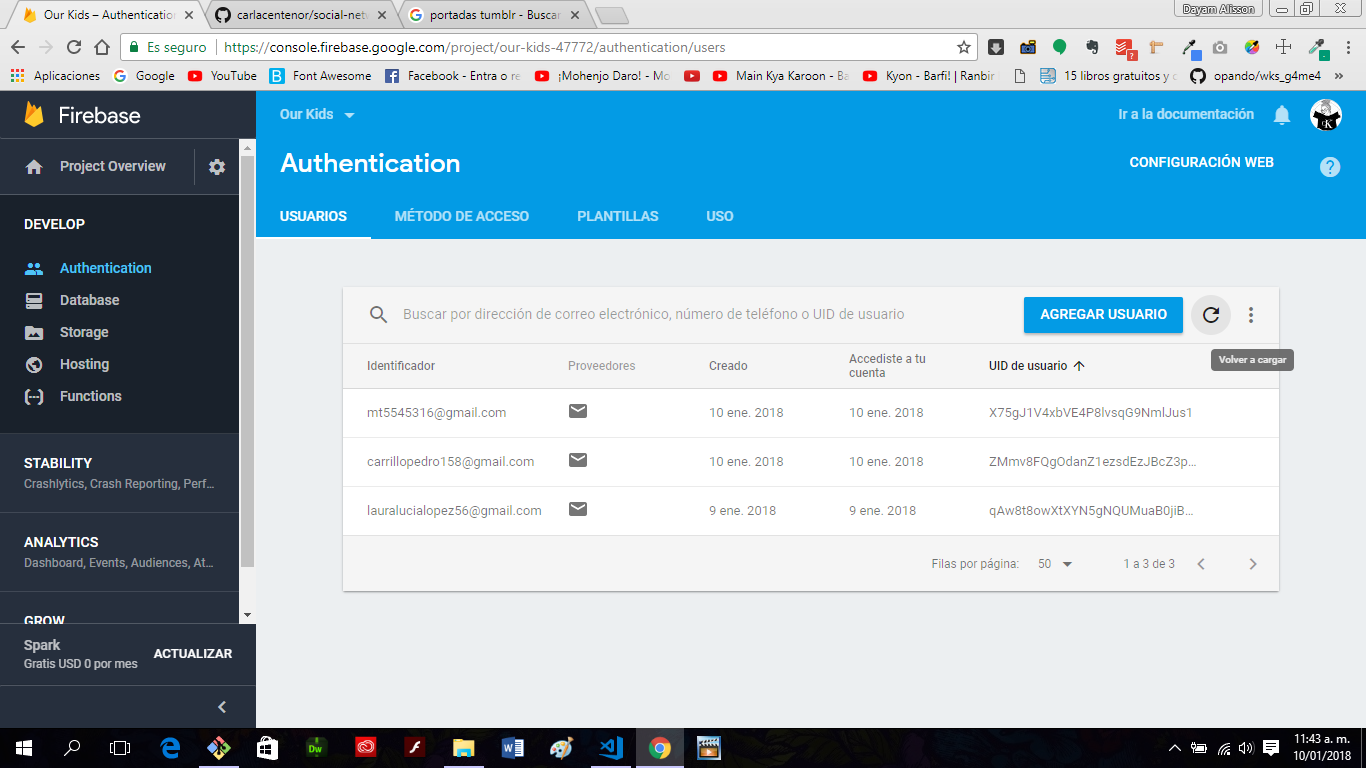 Our Kids – Authentication
carlacentenor/social-netw
portadas tumblr - Buscar
Dayam Alisson
Es seguro
https://console.firebase.google.com/project/our-kids-47772/authentication/users
Aplicaciones
Google
YouTube
Font Awesome
Facebook - Entra o re
¡Mohenjo Daro! - Mo
Main Kya Karoon - Ba
Kyon - Barfi! | Ranbir
15 libros gratuitos y c
opando/wks_g4me4
»
Firebase
Our Kids
Ir a la documentación
Project Overview
Authentication
CONFIGURACIÓN WEB
USUARIOS
MÉTODO DE ACCESO
PLANTILLAS
USO
DEVELOP
Authentication
Database
Storage
Hosting
Functions
STABILITY
Crashlytics, Crash Reporting, Perf...
ANALYTICS
Dashboard, Events, Audiences, At...
GROW
Spark
Gratis USD 0 por mes
ACTUALIZAR
Buscar por dirección de correo electrónico, número de teléfono o UID de usuario
AGREGAR USUARIO
Volver a cargar
Identificador
Proveedores
Creado
Accediste a tu
cuenta
UID de usuario
mt5545316@gmail.com
10 ene. 2018
10 ene. 2018
X75gJ1V4xbVE4P8lvsqG9NmlJus1
carrillopedro158@gmail.com
10 ene. 2018
10 ene. 2018
ZMmv8FQgOdanZ1ezsdEzJBcZ3p...
lauralucialopez56@gmail.com
9 ene. 2018
9 ene. 2018
qAw8t8owXtXYN5gNQUMuaB0jiB...
Filas por página:
50
1 a 3 de 3
11:43 a. m.
10/01/2018